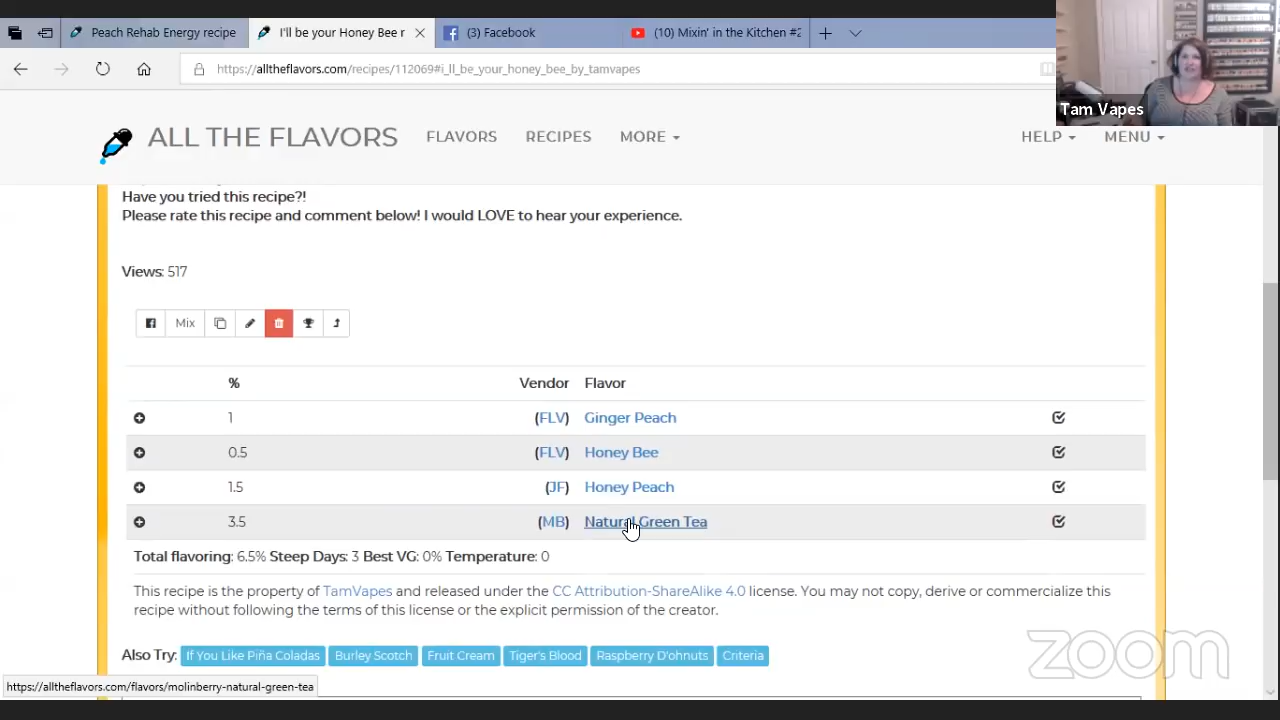 Peach Rehab Energy recipe
I'll be your Honey Bee r
(3) Facebook
(10) Mixin' in the Kitchen #2
https://alltheflavors.com/recipes/112069#i_ll_be_your_honey_bee_by_tamvapes
Tam Vapes
ALL THE FLAVORS
FLAVORS
RECIPES
MORE
HELP
MENU
Have you tried this recipe?!
Please rate this recipe and comment below! I would LOVE to hear your experience.
Views: 517
Mix
% Vendor Flavor
1 (FLV) Ginger Peach
0.5 (FLV) Honey Bee
1.5 (JF) Honey Peach
3.5 (MB) Natural Green Tea
Total flavoring: 6.5% Steep Days: 3 Best VG: 0% Temperature: 0
This recipe is the property of TamVapes and released under the CC Attribution-ShareAlike 4.0 license. You may not copy, derive or commercialize this
recipe without following the terms of this license or the explicit permission of the creator.
Also Try: If You Like Piña Coladas Burley Scotch Fruit Cream Tiger's Blood Raspberry D'ohnuts Criteria
zoom
https://alltheflavors.com/flavors/molinberry-natural-green-tea